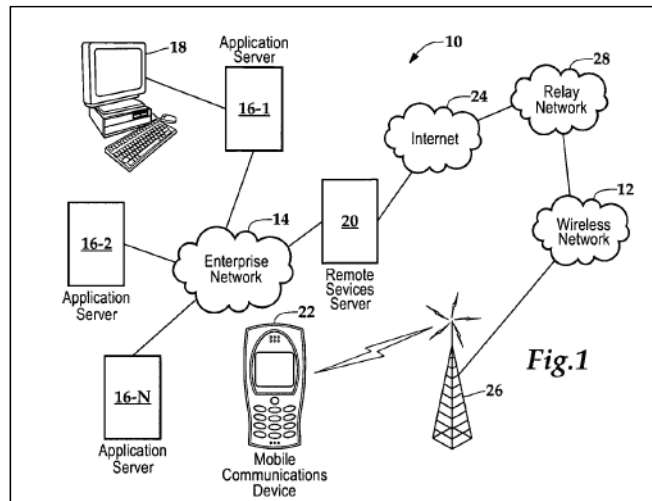 18
Application
Server
16-1
10
24
Internet
28
Relay
Network
12
Wireless
Network
14
Enterprise
Network
20
Remote
Sevices
Server
16-2
Application
Server
16-N
Application
Server
22
Mobile
Communications
Device
26
Fig.1